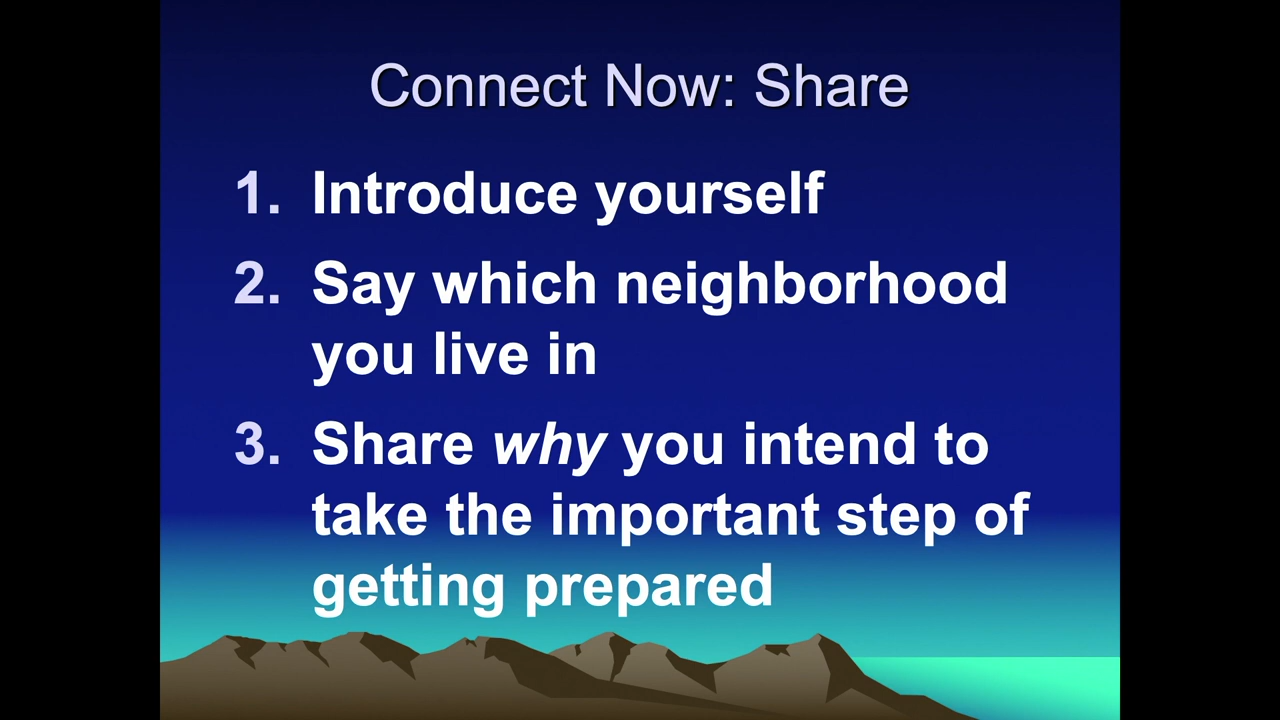 Connect Now: Share
1. Introduce yourself
2. Say which neighborhood
you live in
3. Share why you intend to
take the important step of
getting prepared